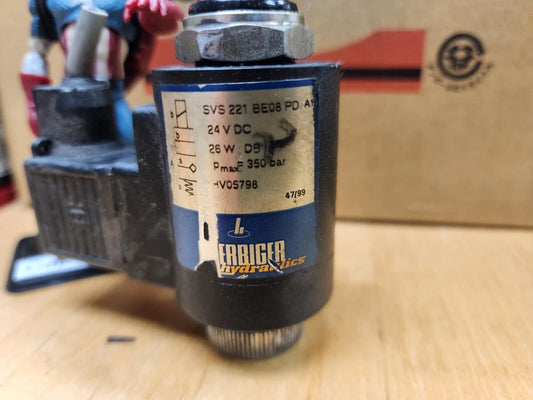 SVS 221 BE08 PD A1
24 V DC
26 W
Pmax = 350 bar
HV05798
47/99
ERBIGER
hydraulics